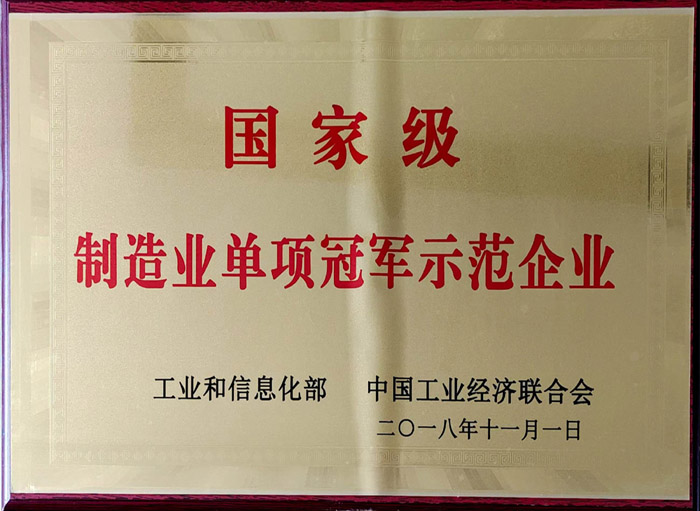 国家级
制造业单项冠军示范企业
工业和信息化部 中国工业经济联合会
二〇一八年十一月一日